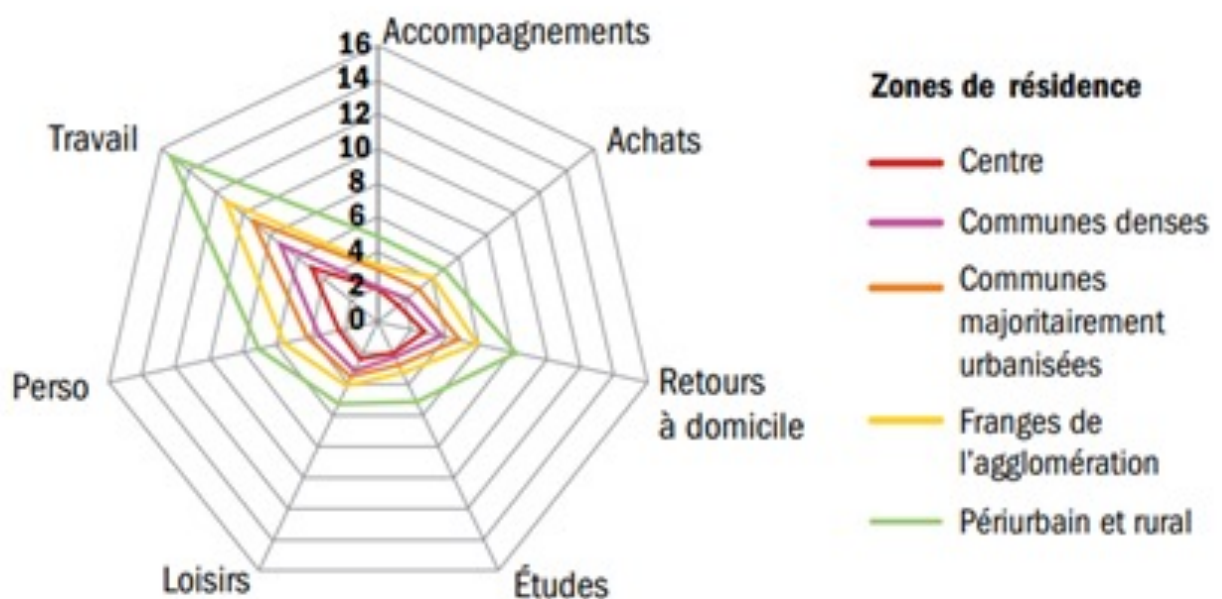 Accompagnements
16
14
12
10
8
6
4
2
0
Travail
Achats
Perso
Retours
à domicile
Loisirs
Études
Zones de résidence
Centre
Communes denses
Communes
majoritairement
urbanisées
Franges de
l'agglomération
Périurbain et rural